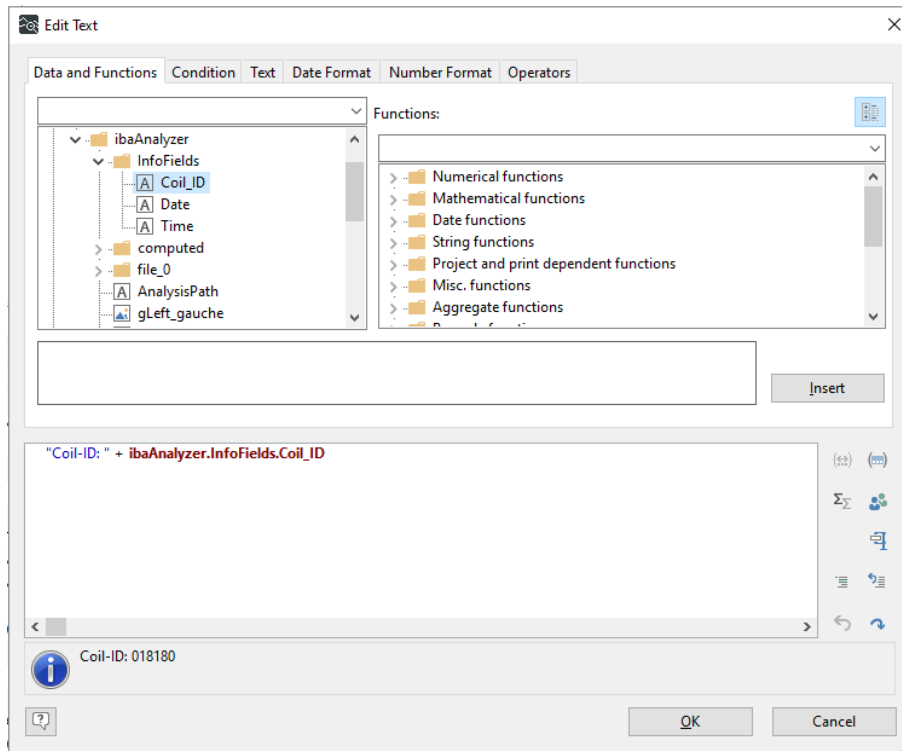 Edit Text
Data and Functions Condition Text Date Format Number Format Operators
Functions:
ibaAnalyzer
InfoFields
A Coil_ID
A Date
A Time
computed
file_0
A AnalysisPath
gLeft_gauche
Numerical functions
Mathematical functions
Date functions
String functions
Project and print dependent functions
Misc. functions
Aggregate functions
Insert
"Coil-ID: " + ibaAnalyzer.InfoFields.Coil_ID
Coil-ID: 018180
OK Cancel